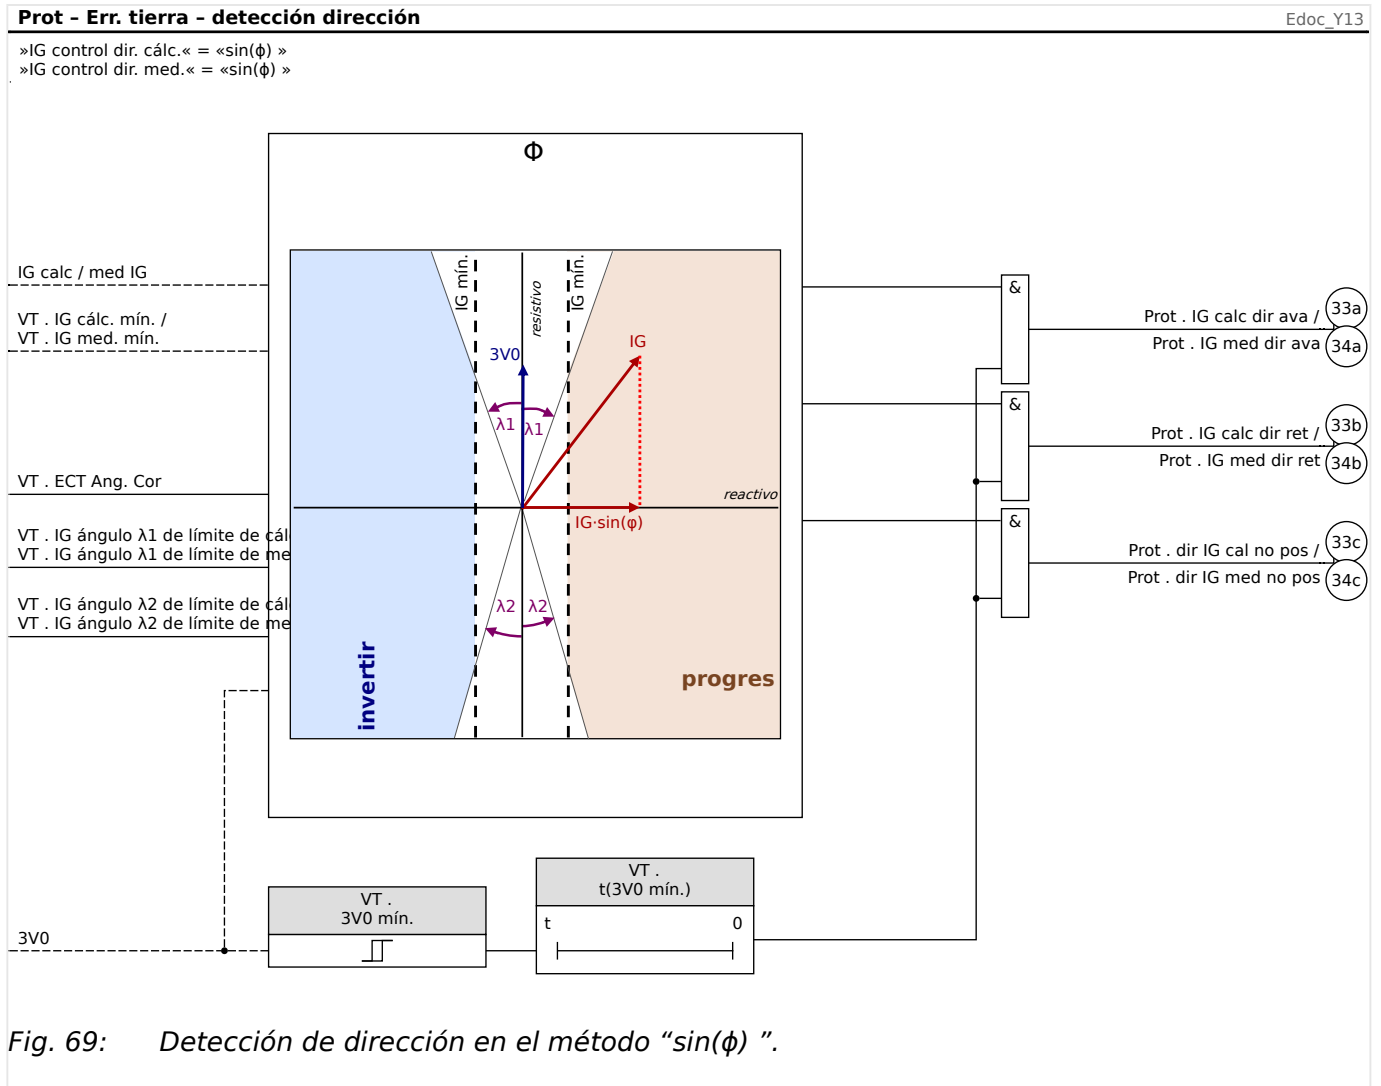 Prot – Err. tierra – detección dirección
Edoc_Y13
»IG control dir. cálc.« = «sin(ϕ) »
»IG control dir. med.« = «sin(ϕ) »
Φ
IG calc / med IG
VT . IG cálc. mín. /
VT . IG med. mín.
VT . ECT Ang. Cor
VT . IG ángulo λ1 de límite de cál
VT . IG ángulo λ1 de límite de me
VT . IG ángulo λ2 de límite de cál
VT . IG ángulo λ2 de límite de me
3V0
IG mín.
resistivo
IG mín.
3V0
IG
λ1
λ1
reactivo
IG·sin(φ)
λ2
λ2
invertir
progres
&
Prot . IG calc dir ava /
33a
Prot . IG med dir ava
34a
&
Prot . IG calc dir ret /
33b
Prot . IG med dir ret
34b
&
Prot . dir IG cal no pos /
33c
Prot . dir IG med no pos
34c
VT .
3V0 mín.
VT .
t(3V0 mín.)
t
0
Fig. 69: Detección de dirección en el método “sin(ϕ) ”.